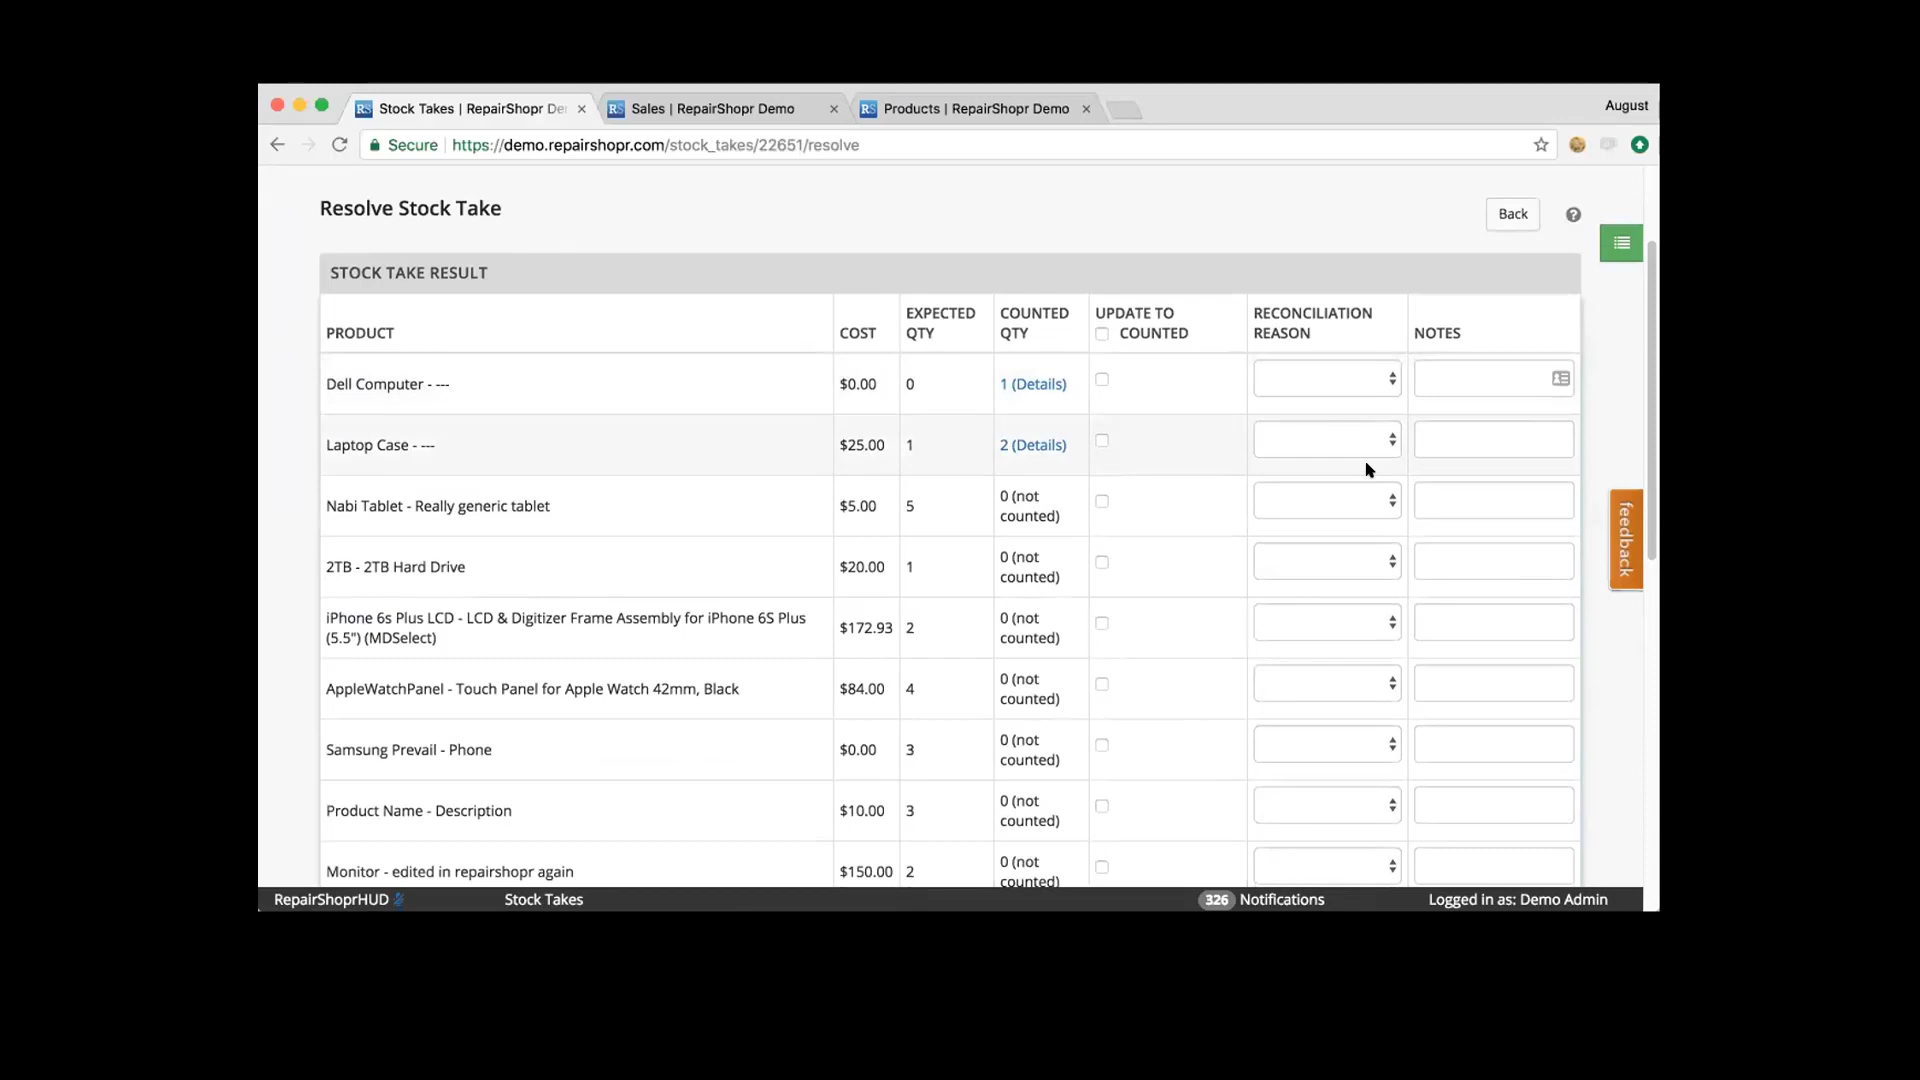 Stock Takes | RepairShopr De
Sales | RepairShopr Demo
Products | RepairShopr Demo
August
Secure https://demo.repairshopr.com/stock_takes/22651/resolve
Resolve Stock Take
Back
STOCK TAKE RESULT
PRODUCT COST EXPECTED QTY COUNTED QTY UPDATE TO COUNTED RECONCILIATION REASON NOTES
Dell Computer - --- $0.00 0 1 (Details)
Laptop Case - --- $25.00 1 2 (Details)
Nabi Tablet - Really generic tablet $5.00 5 0 (not counted)
2TB - 2TB Hard Drive $20.00 1 0 (not counted)
iPhone 6s Plus LCD - LCD & Digitizer Frame Assembly for iPhone 6S Plus
(5.5") (MDSelect) $172.93 2 0 (not counted)
AppleWatchPanel - Touch Panel for Apple Watch 42mm, Black $84.00 4 0 (not counted)
Samsung Prevail - Phone $0.00 3 0 (not counted)
Product Name - Description $10.00 3 0 (not counted)
Monitor - edited in repairshopr again $150.00 2 0 (not counted)
feedback
RepairShoprHUD Stock Takes 326 Notifications Logged in as: Demo Admin